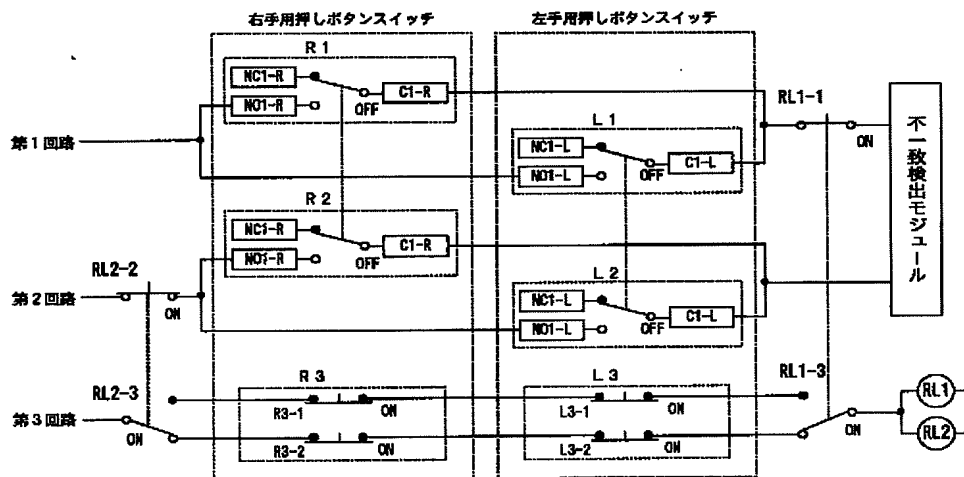 右手用押しボタンスイッチ
左手用押しボタンスイッチ
R1
NC1-R
NO1-R
OFF
C1-R
RL1-1
ON
不一致検出モジュール
第1回路
L1
NC1-L
NO1-L
OFF
C1-L
R2
NC1-R
NO1-R
OFF
C1-R
RL2-2
第2回路
ON
L2
NC1-L
NO1-L
OFF
C1-L
RL2-3
第3回路
ON
R3
R3-1
ON
R3-2
ON
L3
L3-1
ON
L3-2
ON
RL1-3
ON
RL1
RL2